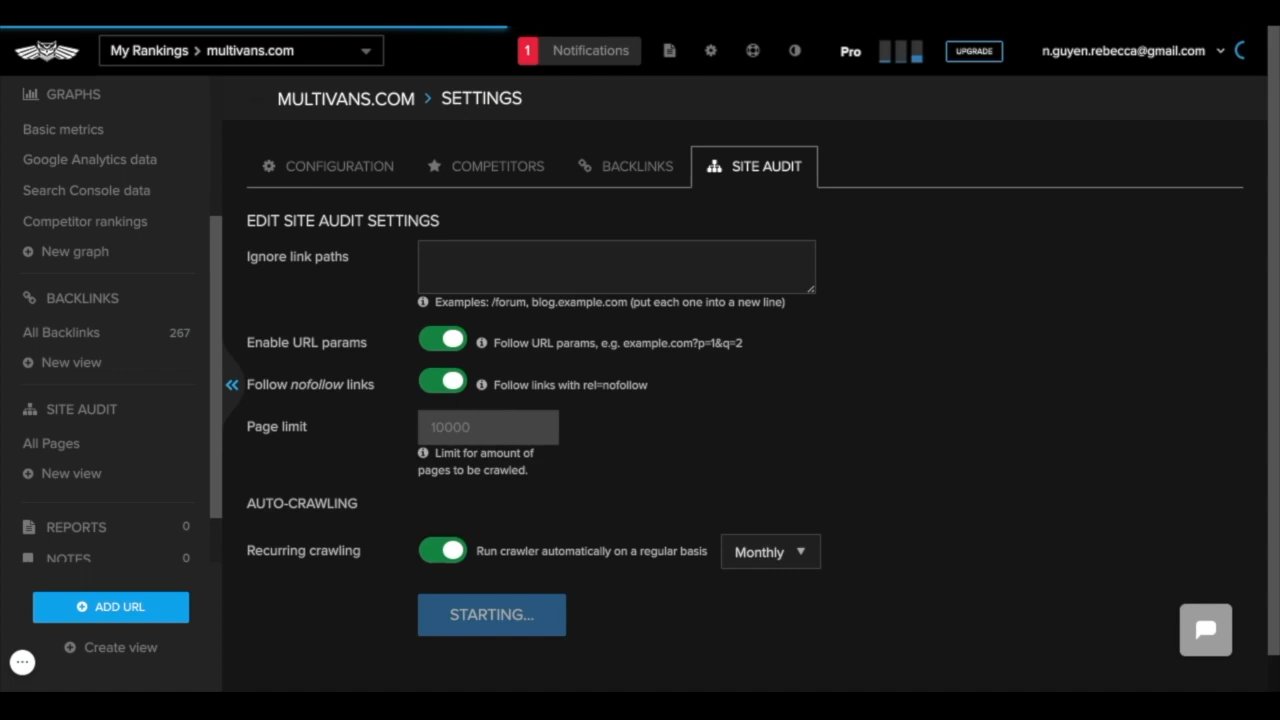 My Rankings > multivans.com
1 Notifications
Pro
UPGRADE
n.guyen.rebecca@gmail.com
GRAPHS
Basic metrics
Google Analytics data
Search Console data
Competitor rankings
New graph
BACKLINKS
All Backlinks 267
New view
SITE AUDIT
All Pages
New view
REPORTS 0
NOTES 0
ADD URL
Create view
MULTIVANS.COM > SETTINGS
CONFIGURATION
COMPETITORS
BACKLINKS
SITE AUDIT
EDIT SITE AUDIT SETTINGS
Ignore link paths
Examples: /forum, blog.example.com (put each one into a new line)
Enable URL params
Follow URL params, e.g. example.com?p=1&q=2
Follow nofollow links
Follow links with rel=nofollow
Page limit
10000
Limit for amount of
pages to be crawled.
AUTO-CRAWLING
Recurring crawling
Run crawler automatically on a regular basis
Monthly
STARTING...